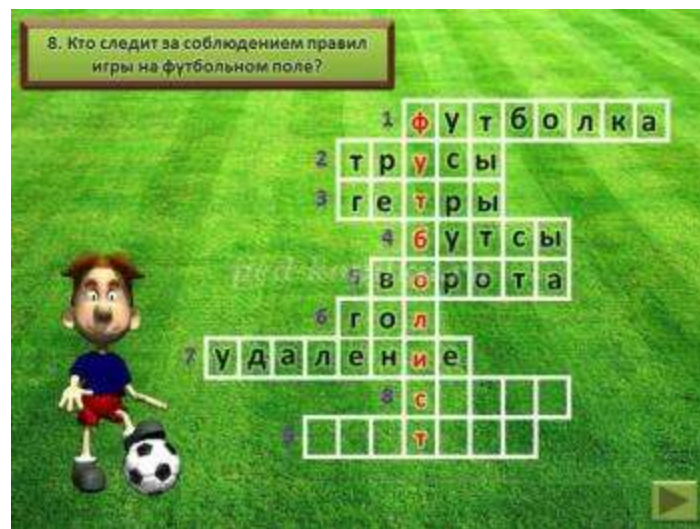 8. Кто следит за соблюдением правил
игры на футбольном поле?
1 футболка
2 трусы
3 гетры
4 бутсы
5 ворота
6 гол
7 удаление
8 с
9 т